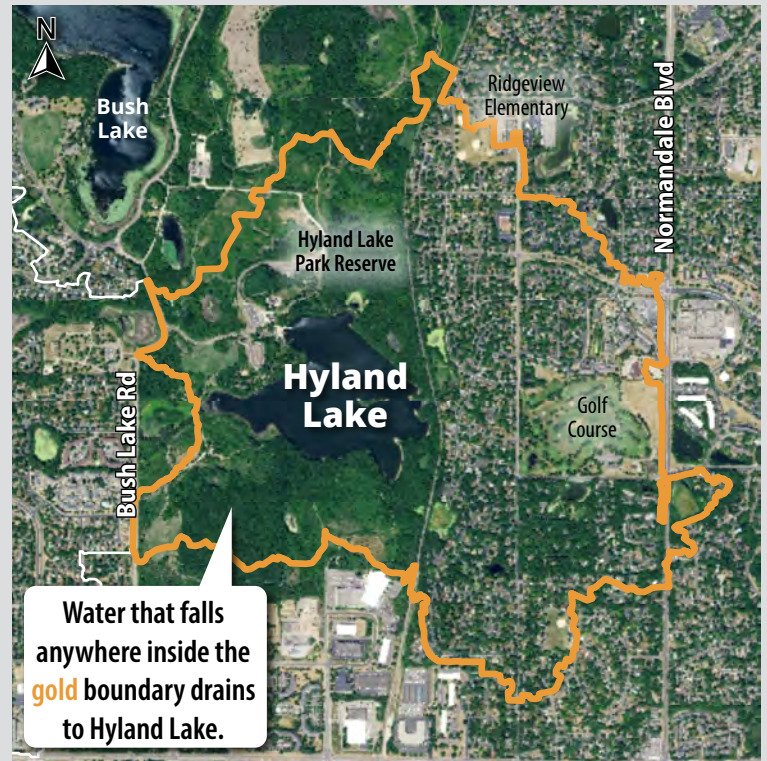 N
Bush
Lake
Ridgeview
Elementary
Normandale Blvd
Hyland Lake
Park Reserve
Hyland
Lake
Golf
Course
Bush Lake Rd
Water that falls
anywhere inside the
gold boundary drains
to Hyland Lake.